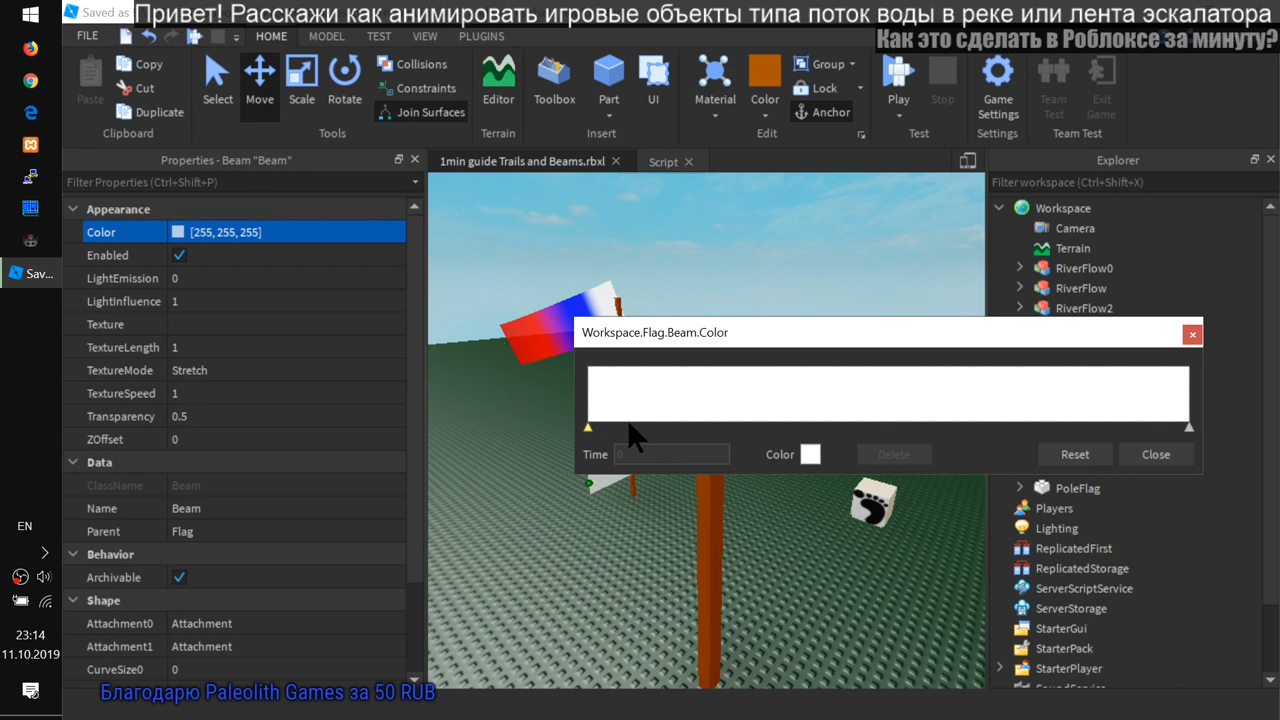 Saved as
Привет! Расскажи как анимировать игровые объекты типа поток воды в реке или лента эскалатора
Как это сделать в Роблоксе за минуту?
FILE HOME MODEL TEST VIEW PLUGINS
Paste
Copy
Cut
Duplicate
Clipboard
Select Move Scale Rotate
Collisions
Constraints
Join Surfaces
Tools
Editor
Terrain
Toolbox Part UI
Insert
Material Color
Group
Lock
Anchor
Edit
Play Stop
Test
Game
Settings
Settings
Team
Test
Exit
Game
Team Test
Properties - Beam "Beam"
Filter Properties (Ctrl+Shift+P)
Appearance
Color [255, 255, 255]
Enabled
LightEmission 0
LightInfluence 1
Texture
TextureLength 1
TextureMode Stretch
TextureSpeed 1
Transparency 0.5
ZOffset 0
Data
ClassName Beam
Name Beam
Parent Flag
Behavior
Archivable
Shape
Attachment0 Attachment
Attachment1 Attachment
CurveSize0 0
1min guide Trails and Beams.rbxl
Script
Workspace.Flag.Beam.Color
Time 0 Color Delete Reset Close
Explorer
Filter workspace (Ctrl+Shift+X)
Workspace
Camera
Terrain
RiverFlow0
RiverFlow
RiverFlow2
PoleFlag
Players
Lighting
ReplicatedFirst
ReplicatedStorage
ServerScriptService
ServerStorage
StarterGui
StarterPack
StarterPlayer
Sav...
EN
23:14
11.10.2019
Благодарю Paleolith Games за 50 RUB